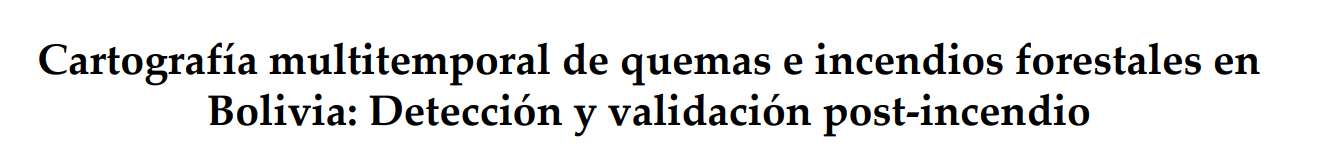 Cartografía multitemporal de quemas e incendios forestales en
Bolivia: Detección y validación post-incendio